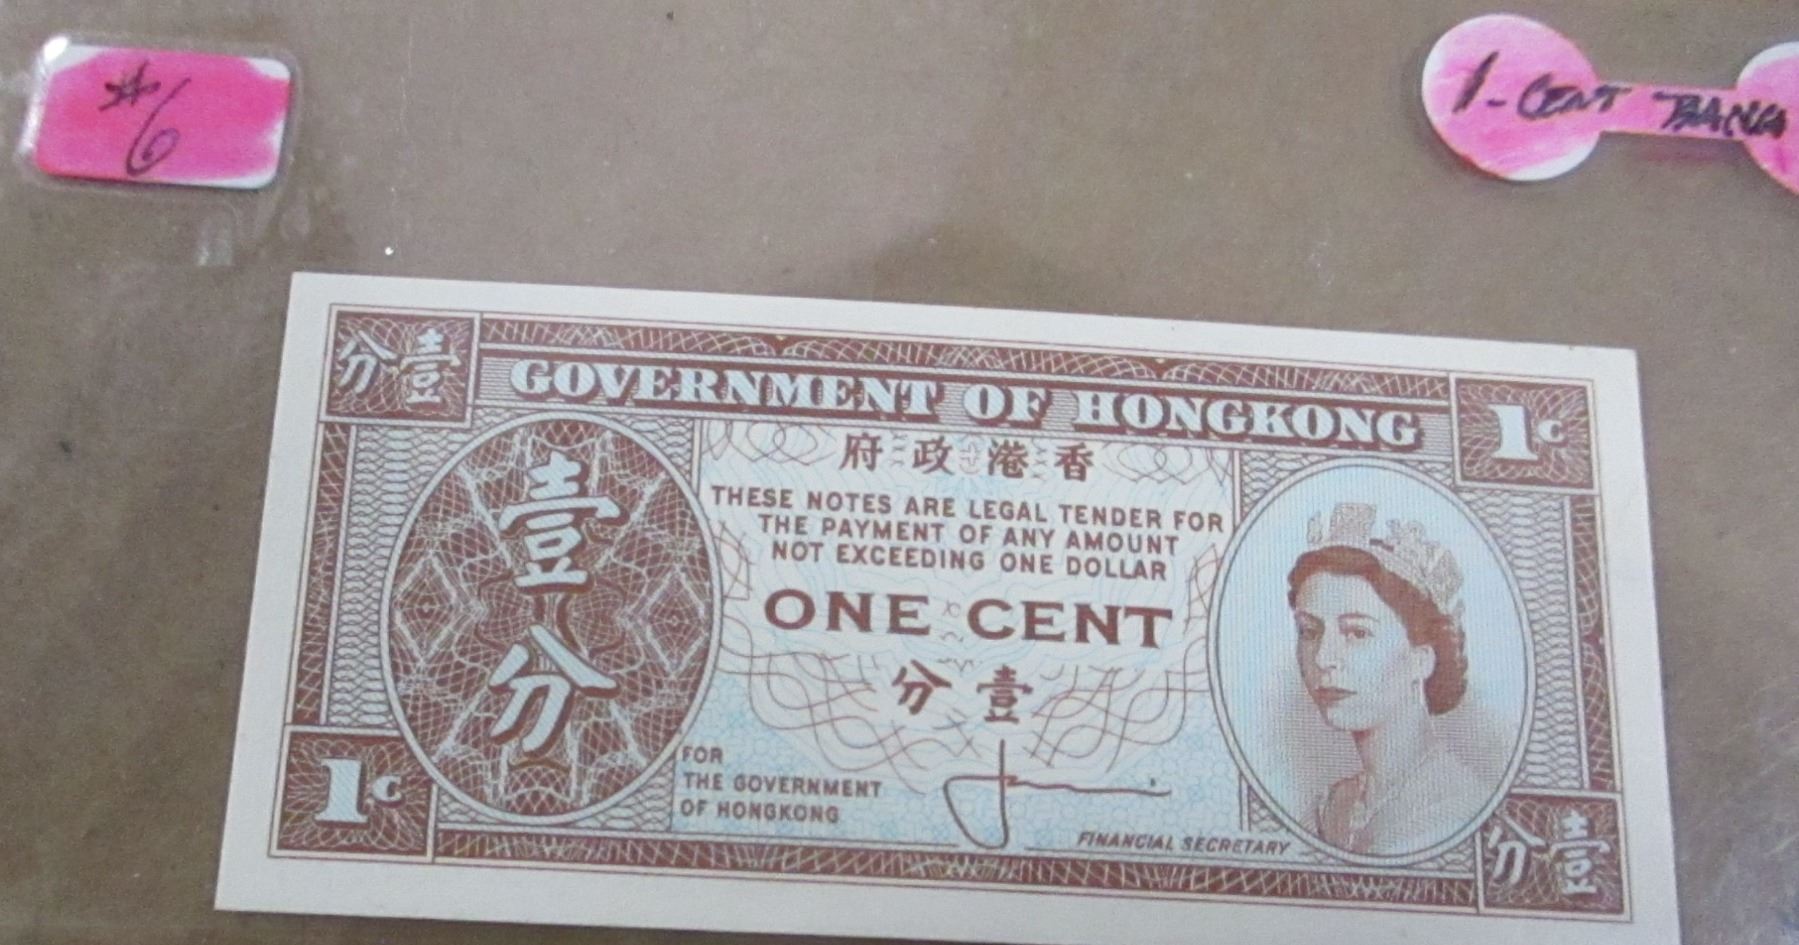 #6
1-CENT BANK
分壹
GOVERNMENT OF HONGKONG
1C
府政港香
THESE NOTES ARE LEGAL TENDER FOR
THE PAYMENT OF ANY AMOUNT
NOT EXCEEDING ONE DOLLAR
壹分
ONE CENT
分壹
FOR
THE GOVERNMENT
OF HONGKONG
1C
FINANCIAL SECRETARY
分壹